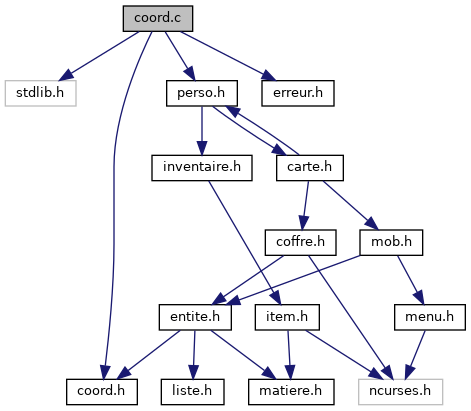 coord.c
stdlib.h
perso.h
erreur.h
inventaire.h
carte.h
coffre.h
mob.h
entite.h
item.h
menu.h
coord.h
liste.h
matiere.h
ncurses.h